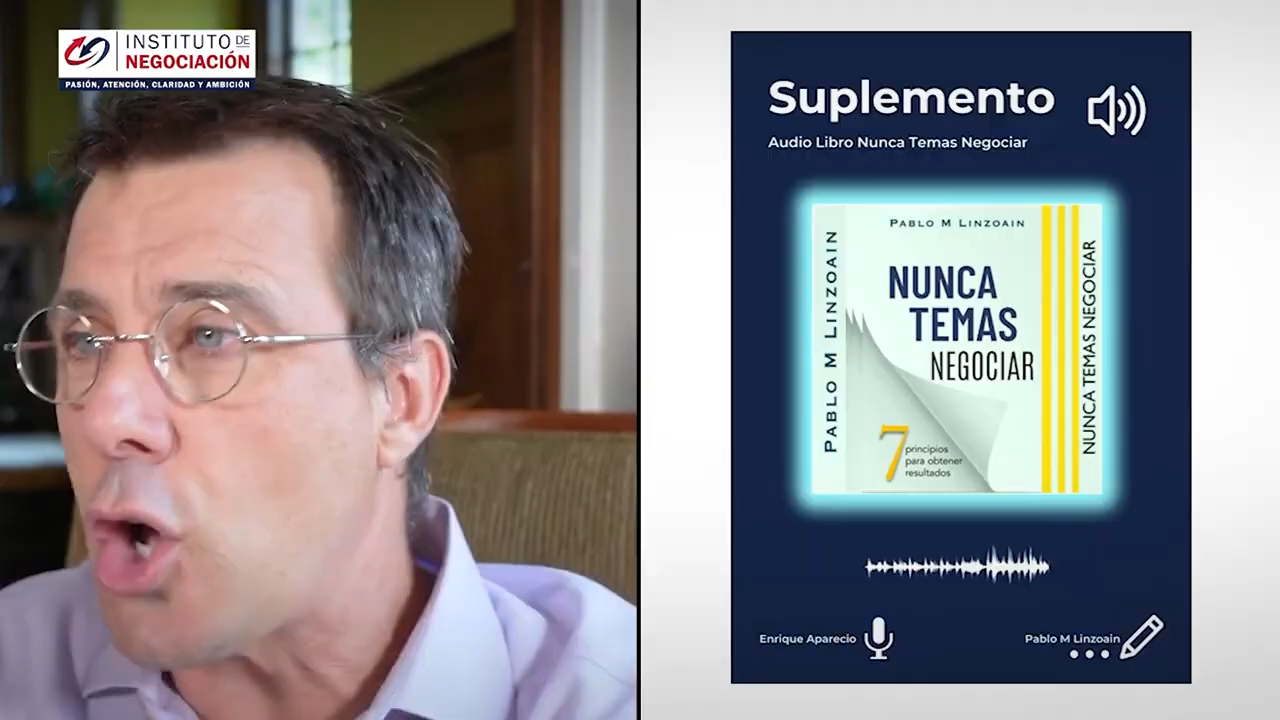 INSTITUTO DE
NEGOCIACIÓN
PASIÓN, ATENCIÓN, CLARIDAD Y AMBICIÓN
Suplemento
Audio Libro Nunca Temas Negociar
PABLO M LINZOAIN
PABLO M LINZOAIN
NUNCA
TEMAS
NEGOCIAR
7
principios
para obtener
resultados
NUNCA TEMAS NEGOCIAR
Enrique Aparecio
Pablo M Linzoain